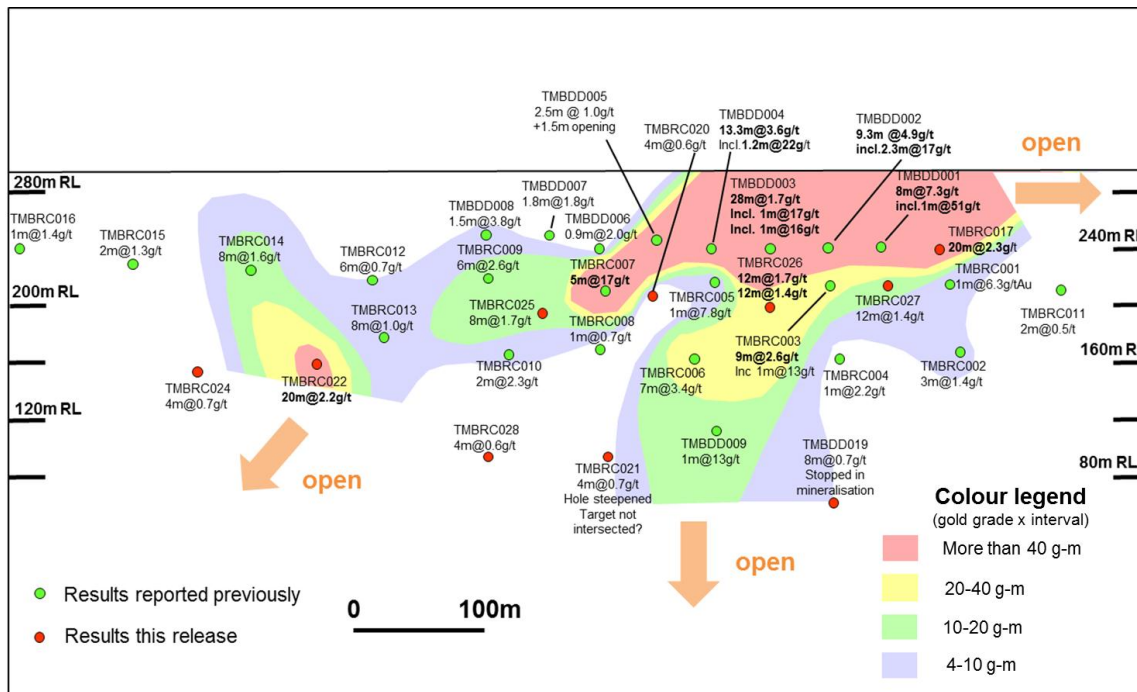 TMBDD005
2.5m @ 1.0g/t
+1.5m opening
TMBRC020
4m@0.6g/t
TMBDD004
13.3m@3.6g/t
Incl.1.2m@22g/t
TMBDD002
9.3m @4.9g/t
incl.2.3m@17g/t
open
280m RL
280m RL
TMBRC016
1m@1.4g/t
TMBRC015
2m@1.3g/t
TMBRC014
8m@1.6g/t
TMBRC012
6m@0.7g/t
TMBDD008
1.5m@3.8g/t
TMBDD007
1.8m@1.8g/t
TMBDD006
0.9m@2.0g/t
TMBDD003
28m@1.7g/t
Incl. 1m@17g/t
Incl. 1m@16g/t
TMBDD001
8m@7.3g/t
incl.1m@51g/t
TMBRC017
20m@2.3g/t
240m RL
TMBRC009
6m@2.6g/t
TMBRC007
5m@17g/t
TMBRC026
12m@1.7g/t
12m@1.4g/t
TMBRC001
1m@6.3g/tAu
TMBRC011
2m@0.5/t
200m RL
200m RL
TMBRC013
8m@1.0g/t
TMBRC025
8m@1.7g/t
TMBRC008
1m@0.7g/t
TMBRC005
1m@7.8g/t
TMBRC027
12m@1.4g/t
TMBRC003
9m@2.6g/t
Inc 1m@13g/t
160m RL
TMBRC024
4m@0.7g/t
TMBRC022
20m@2.2g/t
TMBRC010
2m@2.3g/t
TMBRC006
7m@3.4g/t
TMBRC004
1m@2.2g/t
TMBRC002
3m@1.4g/t
120m RL
TMBRC028
4m@0.6g/t
TMBRC021
4m@0.7g/t
Hole steepened
Target not
intersected?
TMBDD009
1m@13g/t
TMBDD019
8m@0.7g/t
Stopped in
mineralisation
80m RL
open
open
Colour legend
(gold grade x interval)
More than 40 g-m
20-40 g-m
10-20 g-m
4-10 g-m
Results reported previously
Results this release
0
100m